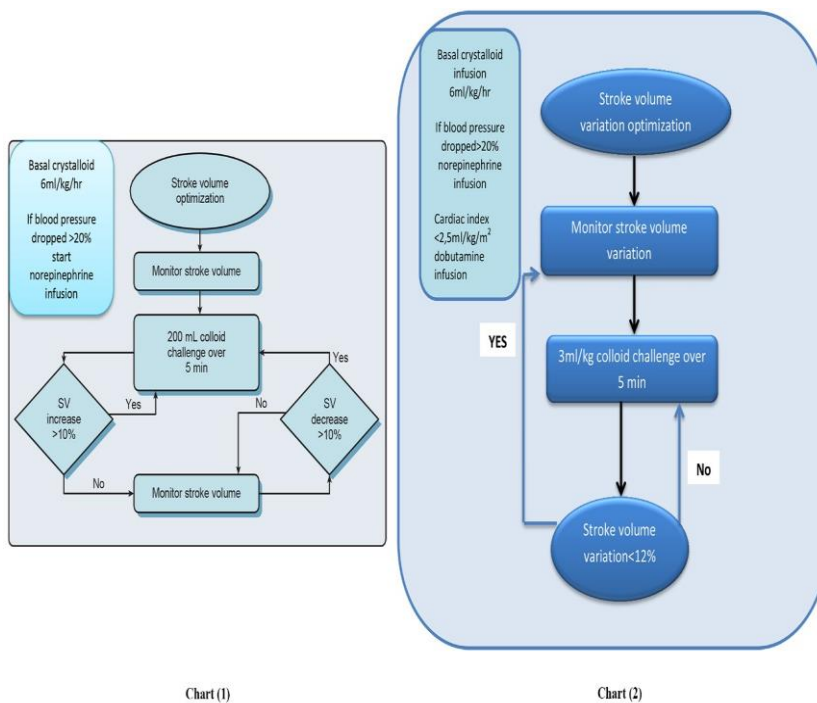 Basal crystalloid
6ml/kg/hr
If blood pressure
dropped >20%
start
norepinephrine
infusion
Stroke volume
optimization
Monitor stroke volume
200 mL colloid
challenge over
5 min
SV
increase
>10%
Yes
No
Monitor stroke volume
SV
decrease
>10%
Yes
No
Chart (1)
Basal crystalloid
infusion
6ml/kg/hr
If blood pressure
dropped>20%
norepinephrine
infusion
Cardiac index
<2,5ml/kg/m²
dobutamine
infusion
Stroke volume
variation optimization
Monitor stroke volume
variation
3ml/kg colloid challenge over
5 min
Stroke volume
variation<12%
YES
No
Chart (2)